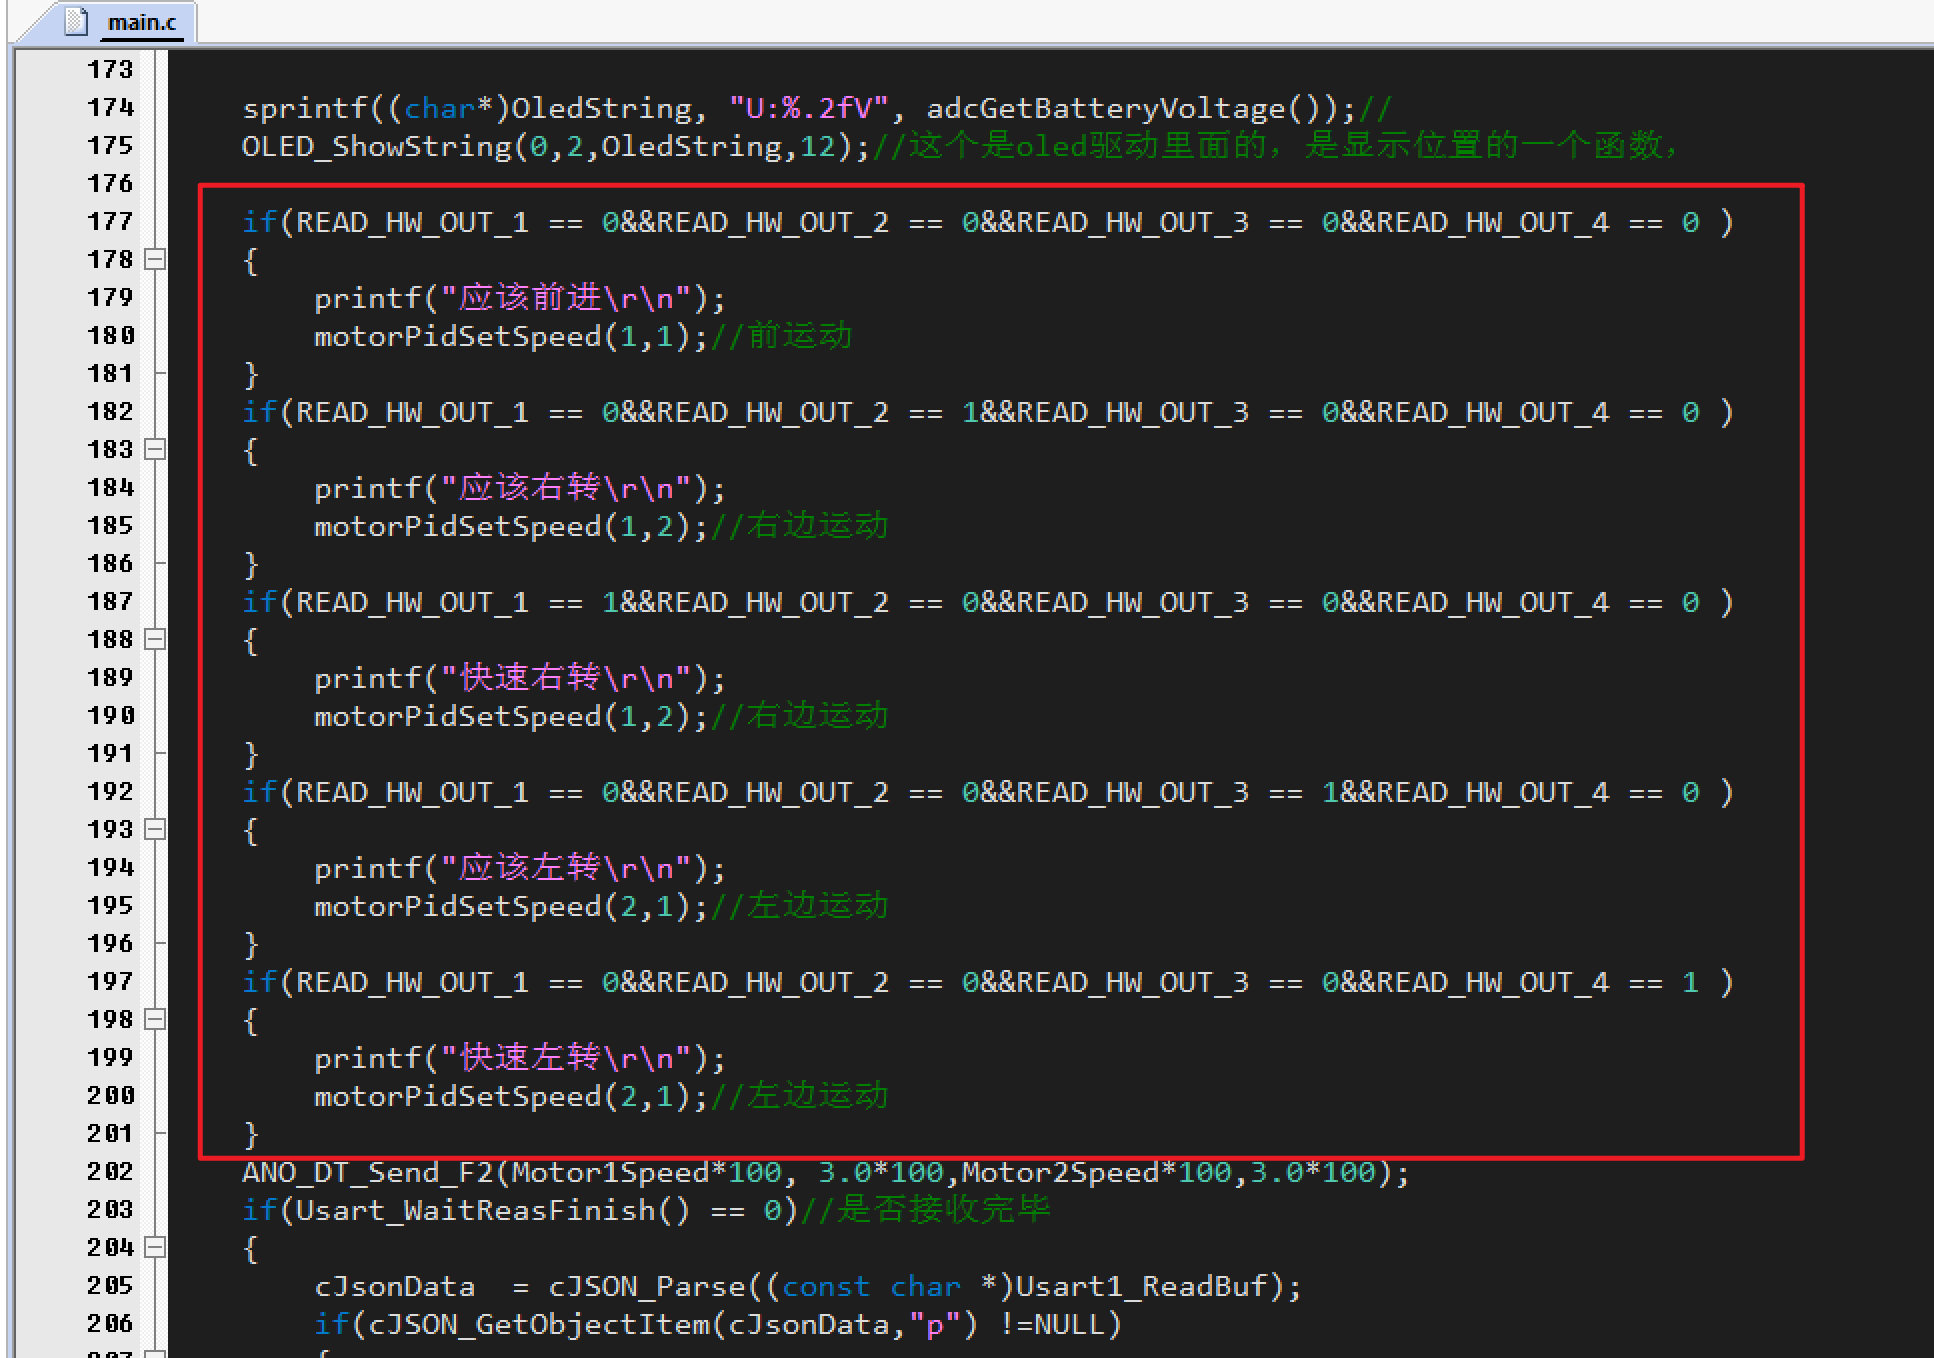 main.c
173
174 sprintf((char*)OledString, "U:%.2fV", adcGetBatteryVoltage());//
175 OLED_ShowString(0,2,OledString,12);//这个是oled驱动里面的, 是显示位置的一个函数,
176
177 if(READ_HW_OUT_1 == 0&&READ_HW_OUT_2 == 0&&READ_HW_OUT_3 == 0&&READ_HW_OUT_4 == 0 )
178 {
179 printf("应该前进\r\n");
180 motorPidSetSpeed(1,1);//前运动
181 }
182 if(READ_HW_OUT_1 == 0&&READ_HW_OUT_2 == 1&&READ_HW_OUT_3 == 0&&READ_HW_OUT_4 == 0 )
183 {
184 printf("应该右转\r\n");
185 motorPidSetSpeed(1,2);//右边运动
186 }
187 if(READ_HW_OUT_1 == 1&&READ_HW_OUT_2 == 0&&READ_HW_OUT_3 == 0&&READ_HW_OUT_4 == 0 )
188 {
189 printf("快速右转\r\n");
190 motorPidSetSpeed(1,2);//右边运动
191 }
192 if(READ_HW_OUT_1 == 0&&READ_HW_OUT_2 == 0&&READ_HW_OUT_3 == 1&&READ_HW_OUT_4 == 0 )
193 {
194 printf("应该左转\r\n");
195 motorPidSetSpeed(2,1);//左边运动
196 }
197 if(READ_HW_OUT_1 == 0&&READ_HW_OUT_2 == 0&&READ_HW_OUT_3 == 0&&READ_HW_OUT_4 == 1 )
198 {
199 printf("快速左转\r\n");
200 motorPidSetSpeed(2,1);//左边运动
201 }
202 ANO_DT_Send_F2(Motor1Speed*100, 3.0*100,Motor2Speed*100,3.0*100);
203 if(Usart_WaitReasFinish() == 0)//是否接收完毕
204 {
205 cJsonData = cJSON_Parse((const char *)Usart1_ReadBuf);
206 if(cJSON_GetObjectItem(cJsonData,"p") !=NULL)
207 {